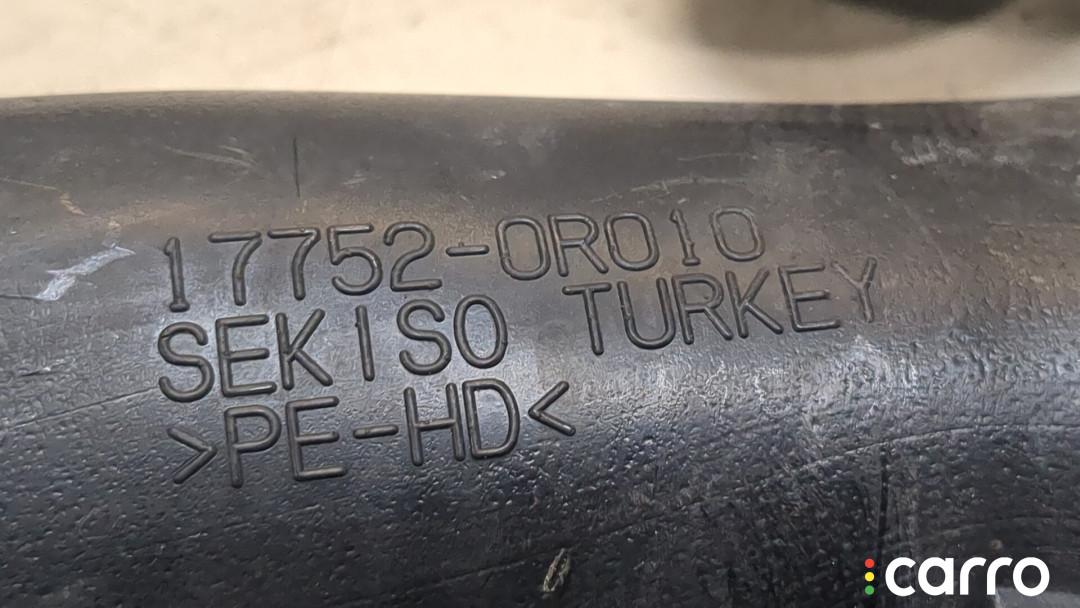 17752-0R010
SEKISO TURKEY
>PE-HD<
carro